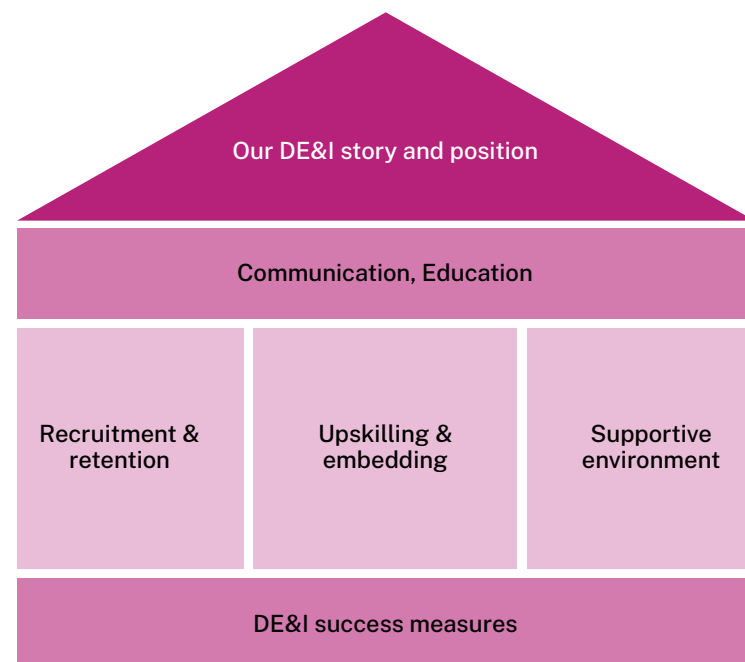 Our DE&I story and position
Communication, Education
Recruitment &
retention
Upskilling &
embedding
Supportive
environment
DE&I success measures